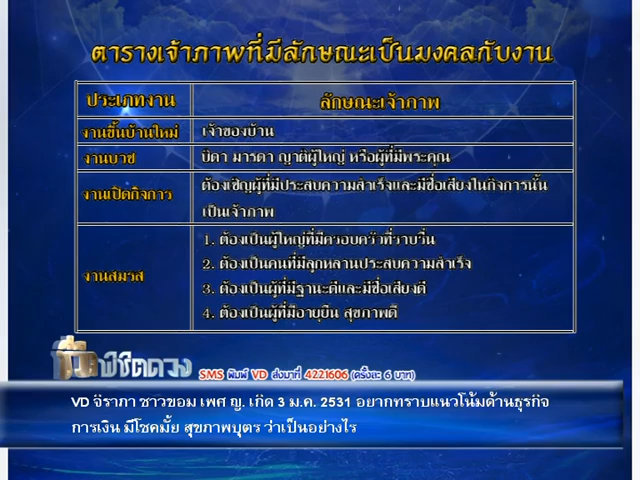 ตารางเจ้าภาพที่มีลักษณะเป็นมงคลกับงาน
ประเภทงาน ลักษณะเจ้าภาพ
งานขึ้นบ้านใหม่ เจ้าของบ้าน
งานบวช บิดา มารดา ญาติผู้ใหญ่ หรือผู้ที่มีพระคุณ
งานเปิดกิจการ ต้องเชิญผู้ที่มีประสบความสำเร็จและมีชื่อเสียงในกิจการนั้น
เป็นเจ้าภาพ
งานสมรส
1. ต้องเป็นผู้ใหญ่ที่มีครอบครัวที่ราบรื่น
2. ต้องเป็นคนที่มีลูกหลานประสบความสำเร็จ
3. ต้องเป็นผู้ที่มีฐานะดีและมีชื่อเสียงดี
4. ต้องเป็นผู้ที่มีอายุยืน สุขภาพดี
พิชิตดวง
SMS พิมพ์ VD ส่งมาที่ 4221606 (ครั้งละ 6 บาท)
VD จิราภา ชาวขอม เพศ ญ. เกิด 3 ม.ค. 2531 อยากทราบแนวโน้มด้านธุรกิจ
การเงิน มีโชคมั้ย สุขภาพบุตร ว่าเป็นอย่างไร